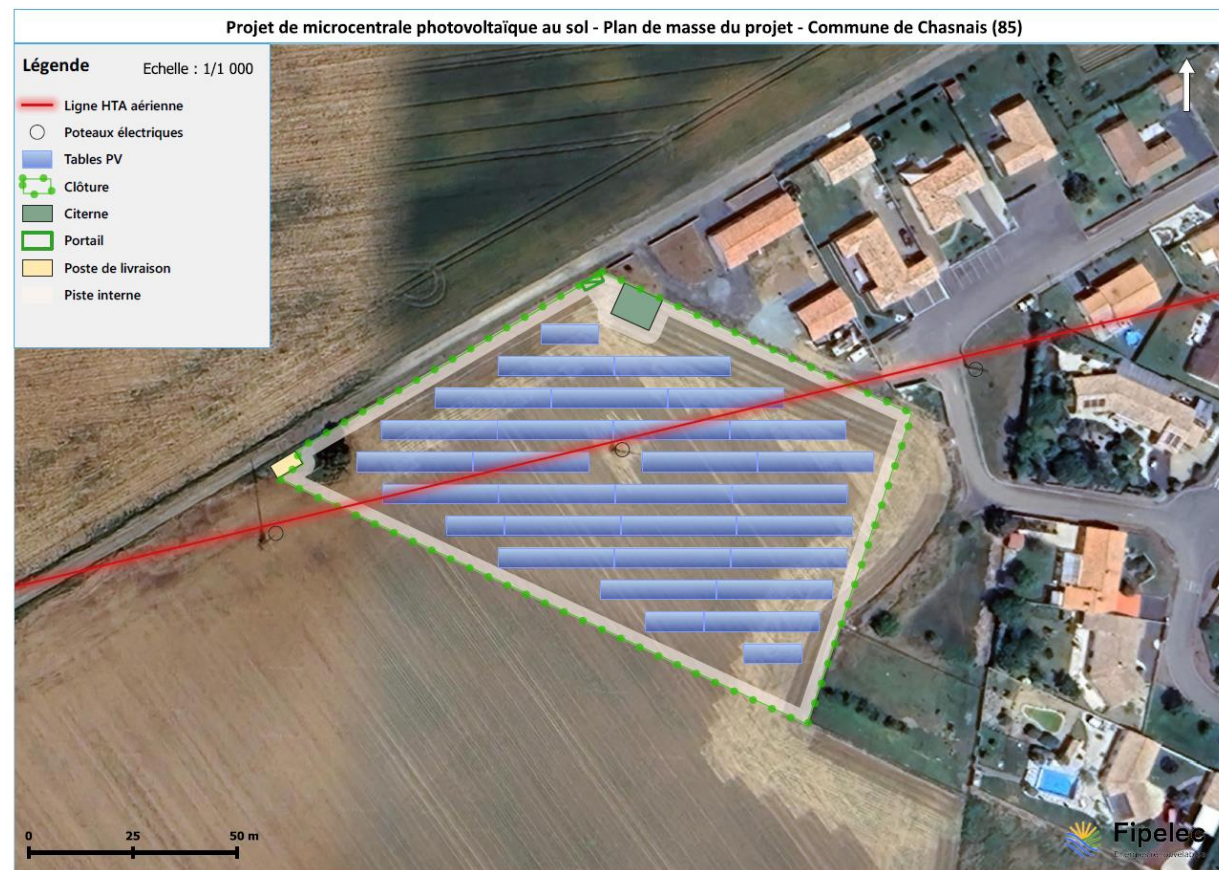 Projet de microcentrale photovoltaïque au sol - Plan de masse du projet - Commune de Chasnais (85)
Légende
Echelle : 1/1 000
Ligne HTA aérienne
Poteaux électriques
Tables PV
Clôture
Citerne
Portail
Poste de livraison
Piste interne
0 25 50 m
Fipelec